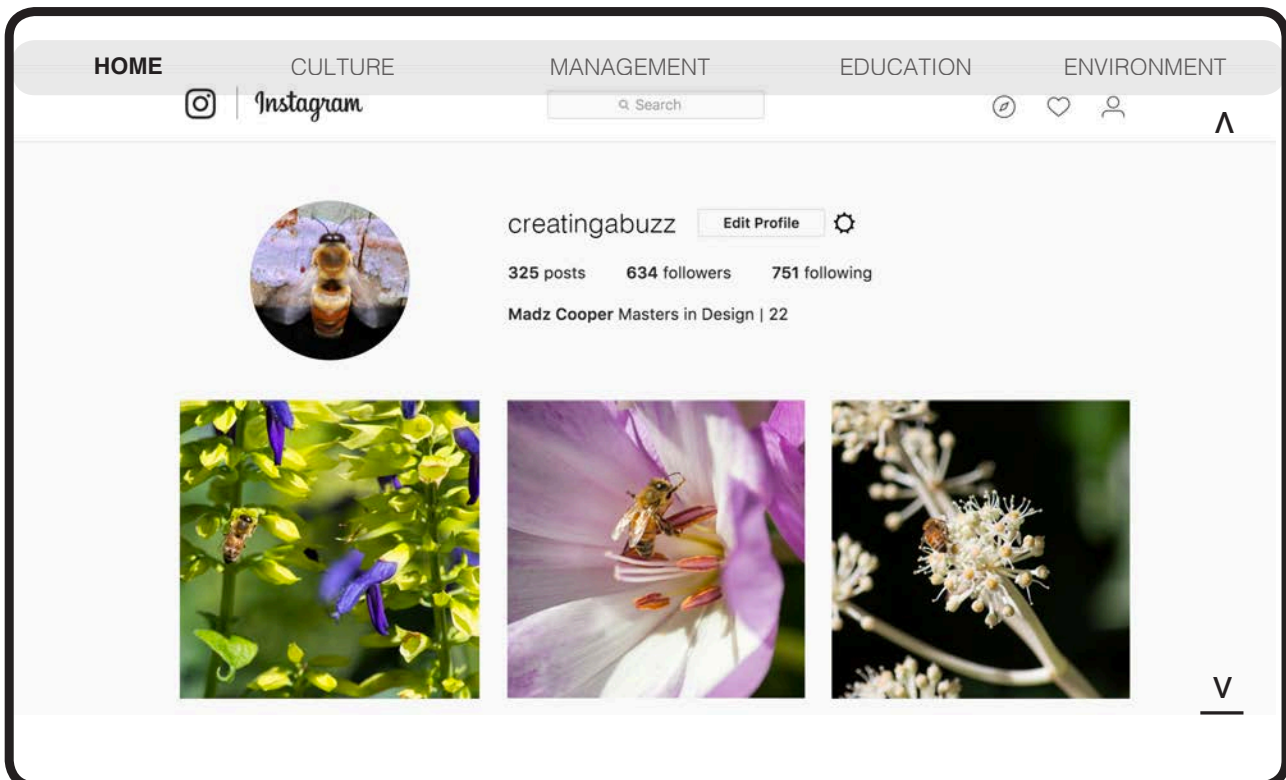 HOME CULTURE MANAGEMENT EDUCATION ENVIRONMENT
Instagram Search
creatingabuzz Edit Profile
325 posts 634 followers 751 following
Madz Cooper Masters in Design | 22